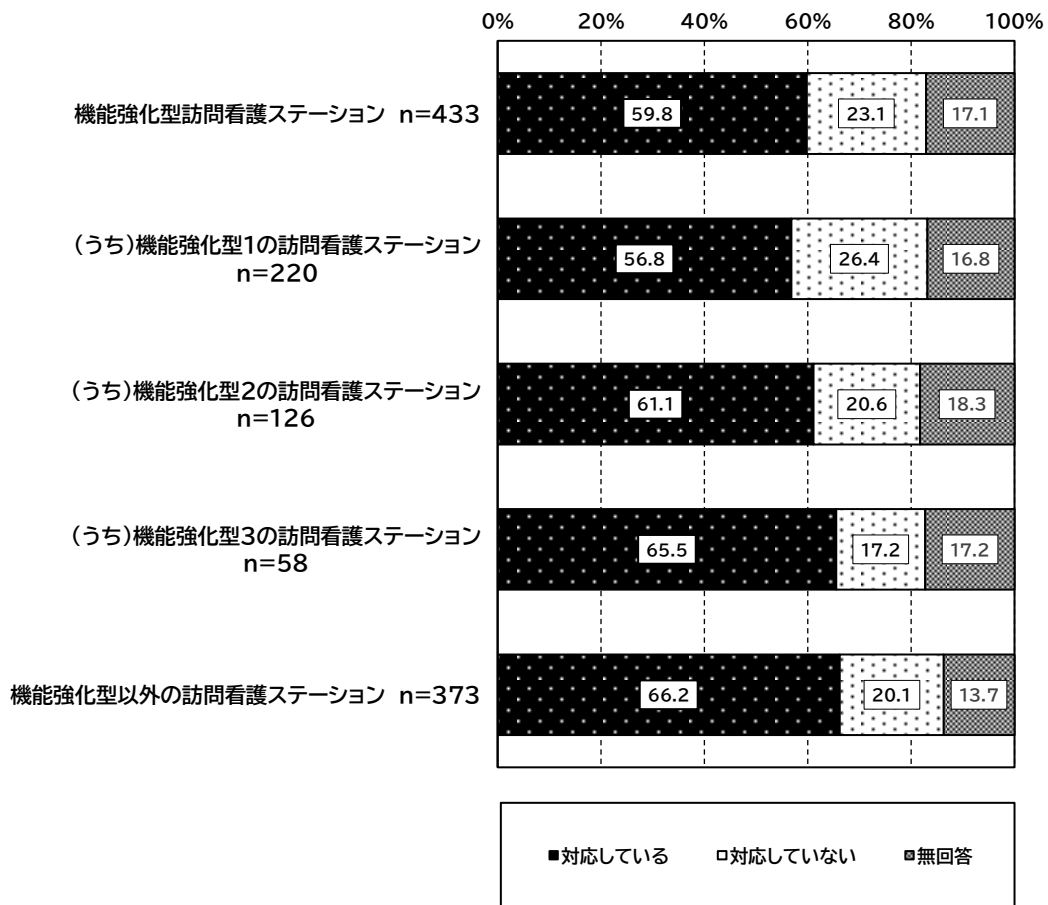 0% 20% 40% 60% 80% 100%
機能強化型訪問看護ステーション n=433
59.8 23.1 17.1
(うち)機能強化型1の訪問看護ステーション
n=220
56.8 26.4 16.8
(うち)機能強化型2の訪問看護ステーション
n=126
61.1 20.6 18.3
(うち)機能強化型3の訪問看護ステーション
n=58
65.5 17.2 17.2
機能強化型以外の訪問看護ステーション n=373
66.2 20.1 13.7
対応している 対応していない 無回答